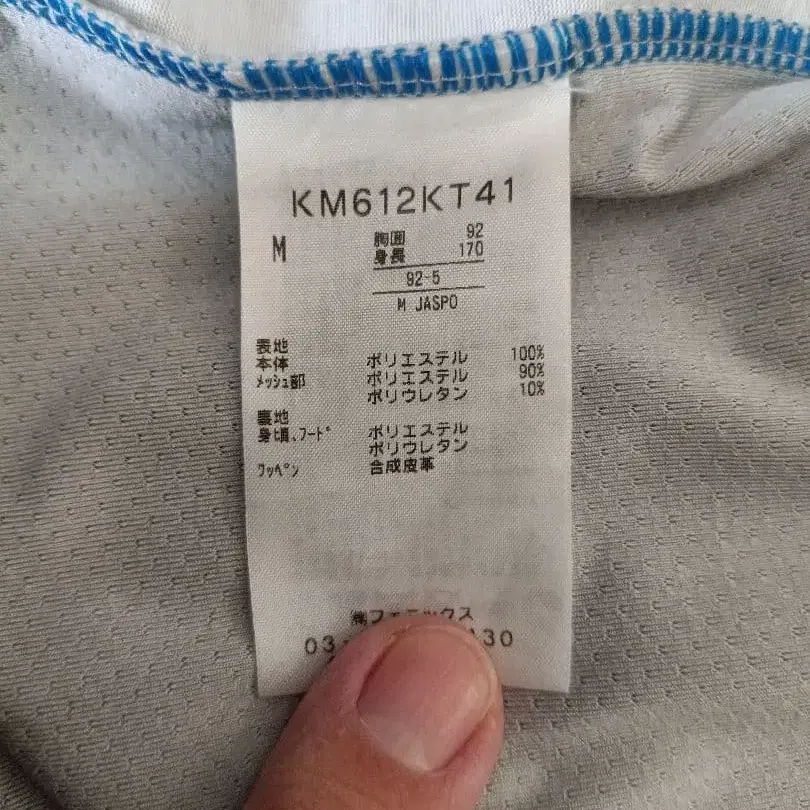 KM612KT41
M 胸囲 92
身長 170
92-5
M JASPO
表地
本体 ポリエステル 100%
メッシュ部 ポリエステル 90%
ポリウレタン 10%
裏地
身頃、フード ポリエステル
ポリウレタン
ワッペン 合成皮革
㈱フェニックス
03 30